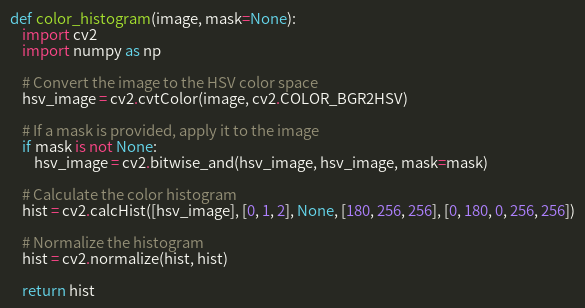 def color_histogram(image, mask=None):
    import cv2
    import numpy as np

    # Convert the image to the HSV color space
    hsv_image = cv2.cvtColor(image, cv2.COLOR_BGR2HSV)

    # If a mask is provided, apply it to the image
    if mask is not None:
        hsv_image = cv2.bitwise_and(hsv_image, hsv_image, mask=mask)

    # Calculate the color histogram
    hist = cv2.calcHist([hsv_image], [0, 1, 2], None, [180, 256, 256], [0, 180, 0, 256, 256])

    # Normalize the histogram
    hist = cv2.normalize(hist, hist)

    return hist